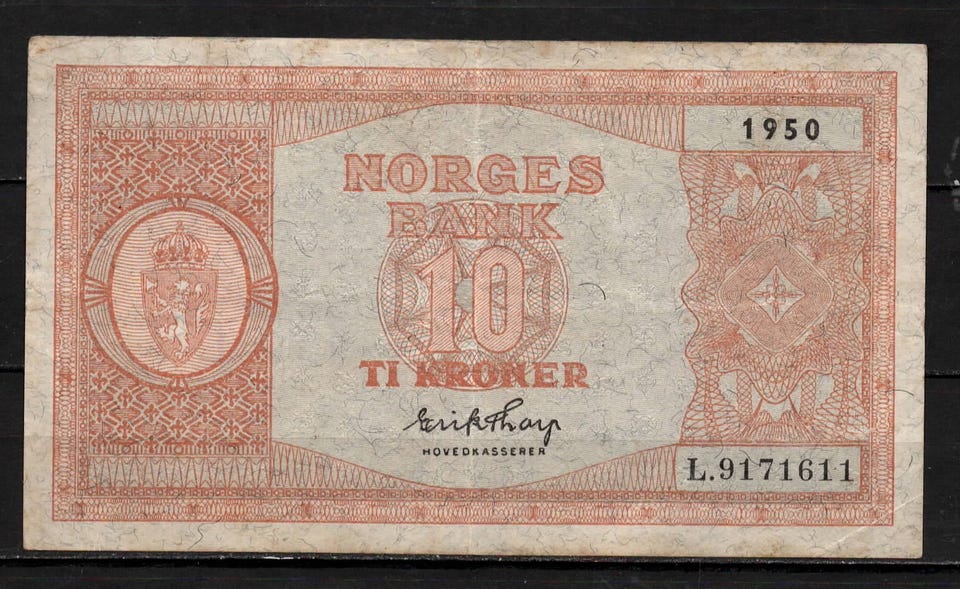 1950
NORGES
BANK
10
TI KRONER
Erik Thorp
HOVEDKASSERER
L.9171611